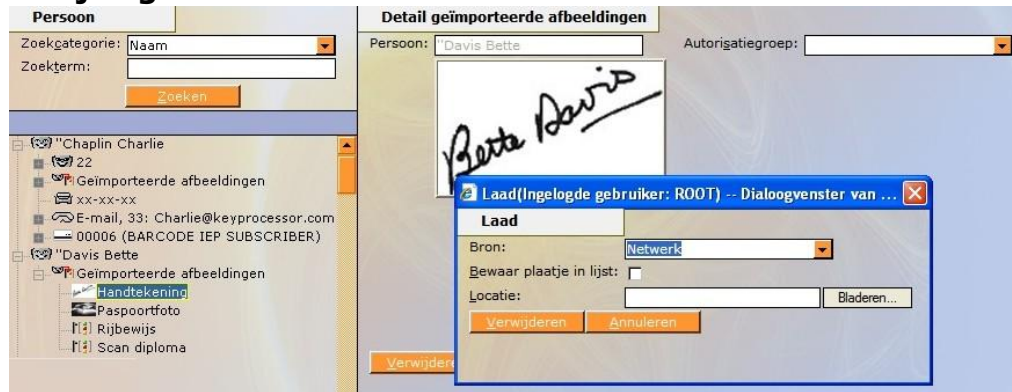 Persoon
Zoekcategorie: Naam
Zoekterm:
Zoeken
"Chaplin Charlie
22
Geïmporteerde afbeeldingen
xx-xx-xx
E-mail, 33: Charlie@keyprocessor.com
00006 (BARCODE IEP SUBSCRIBER)
"Davis Bette
Geïmporteerde afbeeldingen
Handtekening
Paspoortfoto
Rijbewijs
Scan diploma
Detail geïmporteerde afbeeldingen
Persoon: "Davis Bette
Autorisatiegroep:
Bette Davis
Laad(Ingelogde gebruiker: ROOT) -- Dialoogvenster van ...
Laad
Bron: Netwerk
Bewaar plaatje in lijst:
Locatie: Bladeren...
Verwijderen Annuleren